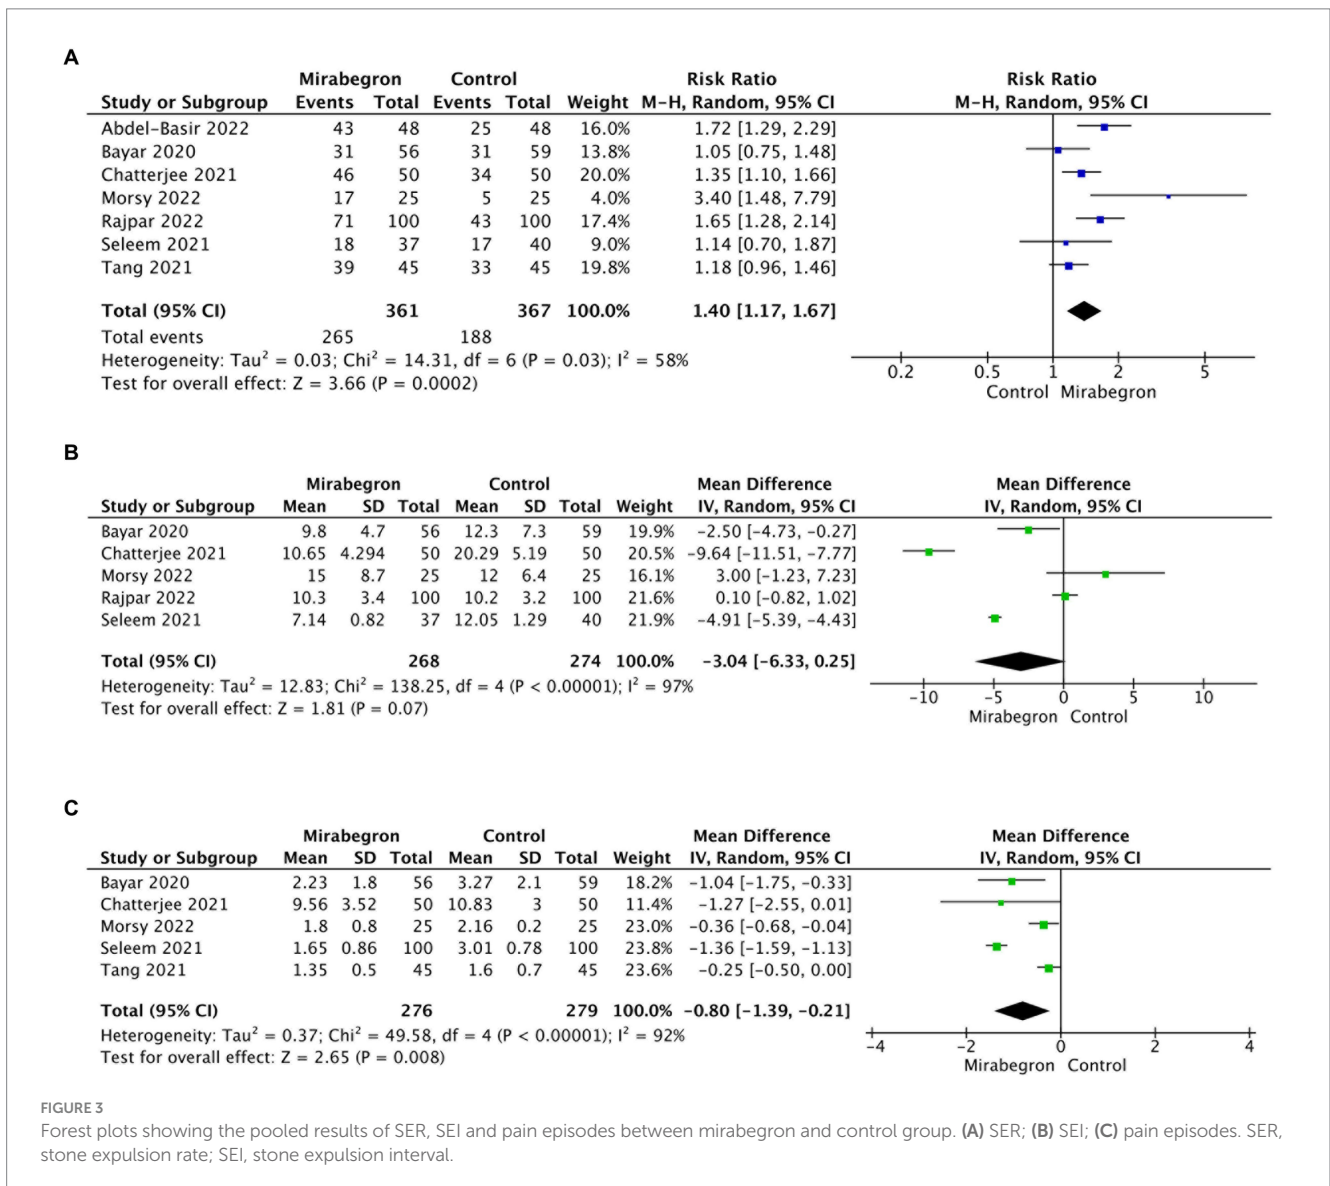 A
Mirabegron Control Risk Ratio Risk Ratio
Study or Subgroup Events Total Events Total Weight M-H, Random, 95% CI M-H, Random, 95% CI
Abdel-Basir 2022 43 48 25 48 16.0% 1.72 [1.29, 2.29]
Bayar 2020 31 56 31 59 13.8% 1.05 [0.75, 1.48]
Chatterjee 2021 46 50 34 50 20.0% 1.35 [1.10, 1.66]
Morsy 2022 17 25 5 25 4.0% 3.40 [1.48, 7.79]
Rajpar 2022 71 100 43 100 17.4% 1.65 [1.28, 2.14]
Seleem 2021 18 37 17 40 9.0% 1.14 [0.70, 1.87]
Tang 2021 39 45 33 45 19.8% 1.18 [0.96, 1.46]
Total (95% CI) 361 367 100.0% 1.40 [1.17, 1.67]
Total events 265 188
Heterogeneity: Tau² = 0.03; Chi² = 14.31, df = 6 (P = 0.03); I² = 58%
Test for overall effect: Z = 3.66 (P = 0.0002)
0.2 0.5 1 2 5
Control Mirabegron
B
Mirabegron Control Mean Difference Mean Difference
Study or Subgroup Mean SD Total Mean SD Total Weight IV, Random, 95% CI IV, Random, 95% CI
Bayar 2020 9.8 4.7 56 12.3 7.3 59 19.9% -2.50 [-4.73, -0.27]
Chatterjee 2021 10.65 4.294 50 20.29 5.19 50 20.5% -9.64 [-11.51, -7.77]
Morsy 2022 15 8.7 25 12 6.4 25 16.1% 3.00 [-1.23, 7.23]
Rajpar 2022 10.3 3.4 100 10.2 3.2 100 21.6% 0.10 [-0.82, 1.02]
Seleem 2021 7.14 0.82 37 12.05 1.29 40 21.9% -4.91 [-5.39, -4.43]
Total (95% CI) 268 274 100.0% -3.04 [-6.33, 0.25]
Heterogeneity: Tau² = 12.83; Chi² = 138.25, df = 4 (P < 0.00001); I² = 97%
Test for overall effect: Z = 1.81 (P = 0.07)
-10 -5 0 5 10
Mirabegron Control
C
Mirabegron Control Mean Difference Mean Difference
Study or Subgroup Mean SD Total Mean SD Total Weight IV, Random, 95% CI IV, Random, 95% CI
Bayar 2020 2.23 1.8 56 3.27 2.1 59 18.2% -1.04 [-1.75, -0.33]
Chatterjee 2021 9.56 3.52 50 10.83 3 50 11.4% -1.27 [-2.55, 0.01]
Morsy 2022 1.8 0.8 25 2.16 0.2 25 23.0% -0.36 [-0.68, -0.04]
Seleem 2021 1.65 0.86 100 3.01 0.78 100 23.8% -1.36 [-1.59, -1.13]
Tang 2021 1.35 0.5 45 1.6 0.7 45 23.6% -0.25 [-0.50, 0.00]
Total (95% CI) 276 279 100.0% -0.80 [-1.39, -0.21]
Heterogeneity: Tau² = 0.37; Chi² = 49.58, df = 4 (P < 0.00001); I² = 92%
Test for overall effect: Z = 2.65 (P = 0.008)
-4 -2 0 2 4
Mirabegron Control
FIGURE 3
Forest plots showing the pooled results of SER, SEI and pain episodes between mirabegron and control group. (A) SER; (B) SEI; (C) pain episodes. SER,
stone expulsion rate; SEI, stone expulsion interval.